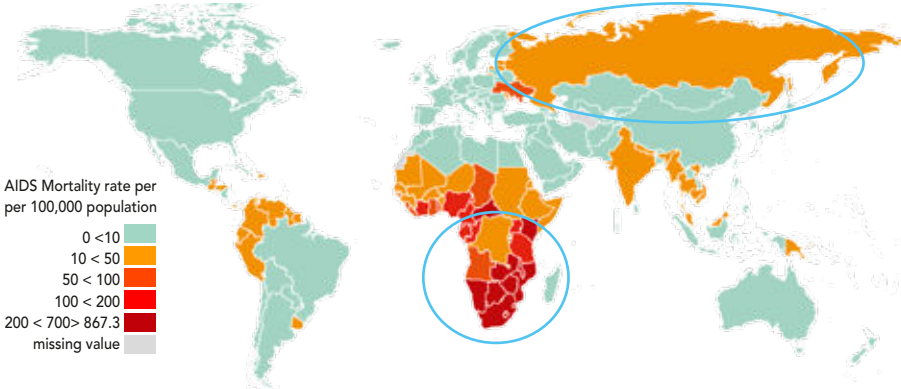 AIDS Mortality rate per
per 100,000 population
0 <10
10 < 50
50 < 100
100 < 200
200 < 700> 867.3
missing value